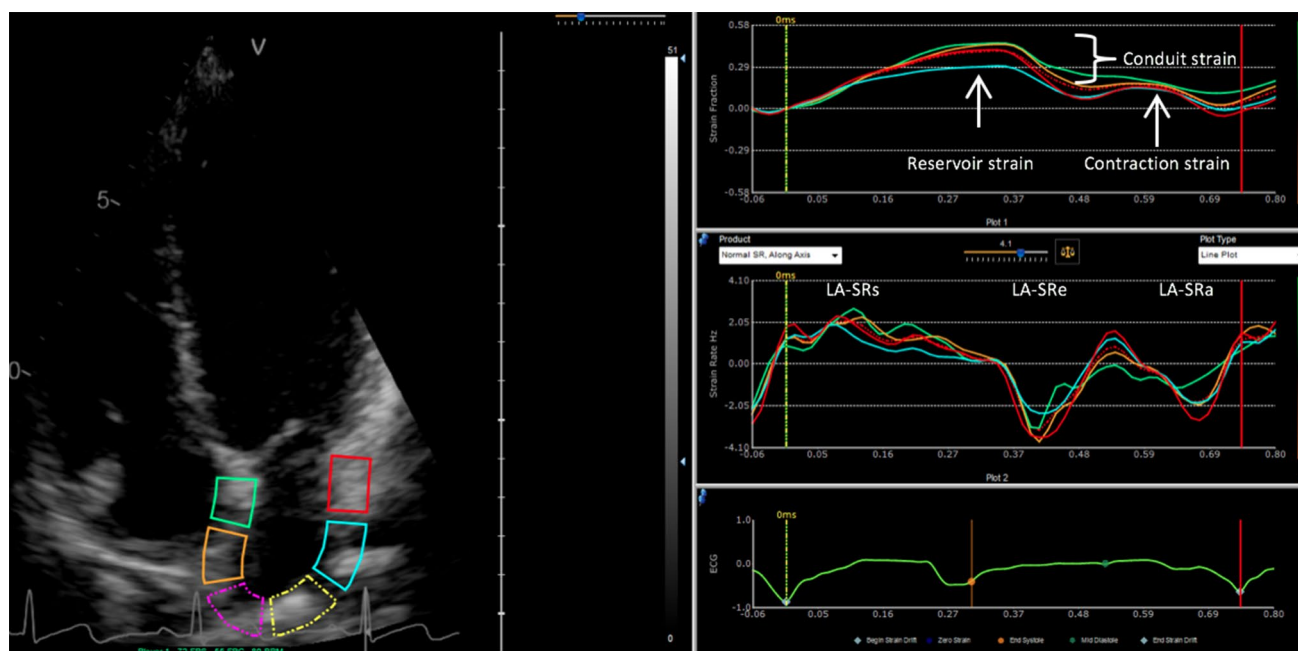 V
5
0
51
0
0.58
0ms
0.29
0.00
-0.29
-0.58
Strain Fraction
Conduit strain
Reservoir strain
Contraction strain
-0.06 0.05 0.16 0.26 0.37 0.48 0.59 0.69 0.80
Plot 1
Product
Normal SR, Along Axis
4.1
Plot Type
Line Plot
4.10
0ms
LA-SRs LA-SRe LA-SRa
2.05
0.00
-2.05
-4.10
Strain Rate Hz
-0.06 0.05 0.16 0.26 0.37 0.48 0.59 0.69 0.80
Plot 2
0ms
1.0
0.0
-1.0
ECG
-0.06 0.05 0.16 0.26 0.37 0.48 0.59 0.69 0.80
Begin Strain Drift Zero Strain End Systole Mid Diastole End Strain Drift